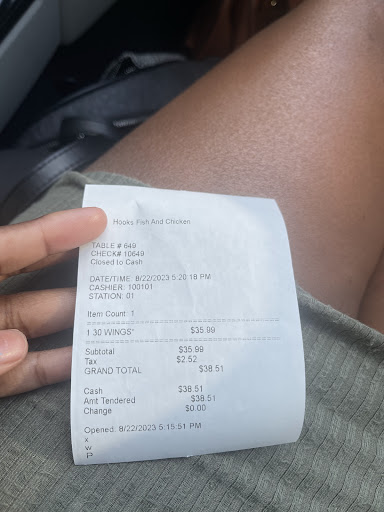 Hooks Fish And Chicken
TABLE # 649
CHECK# 10649
Closed to Cash
DATE/TIME: 8/22/2023 5:20:18 PM
CASHIER: 100101
STATION: 01
Item Count: 1
1 30 WINGS* $35.99
Subtotal $35.99
Tax $2.52
GRAND TOTAL $38.51
Cash $38.51
Amt Tendered $38.51
Change $0.00
Opened: 8/22/2023 5:15:51 PM
x
w
P